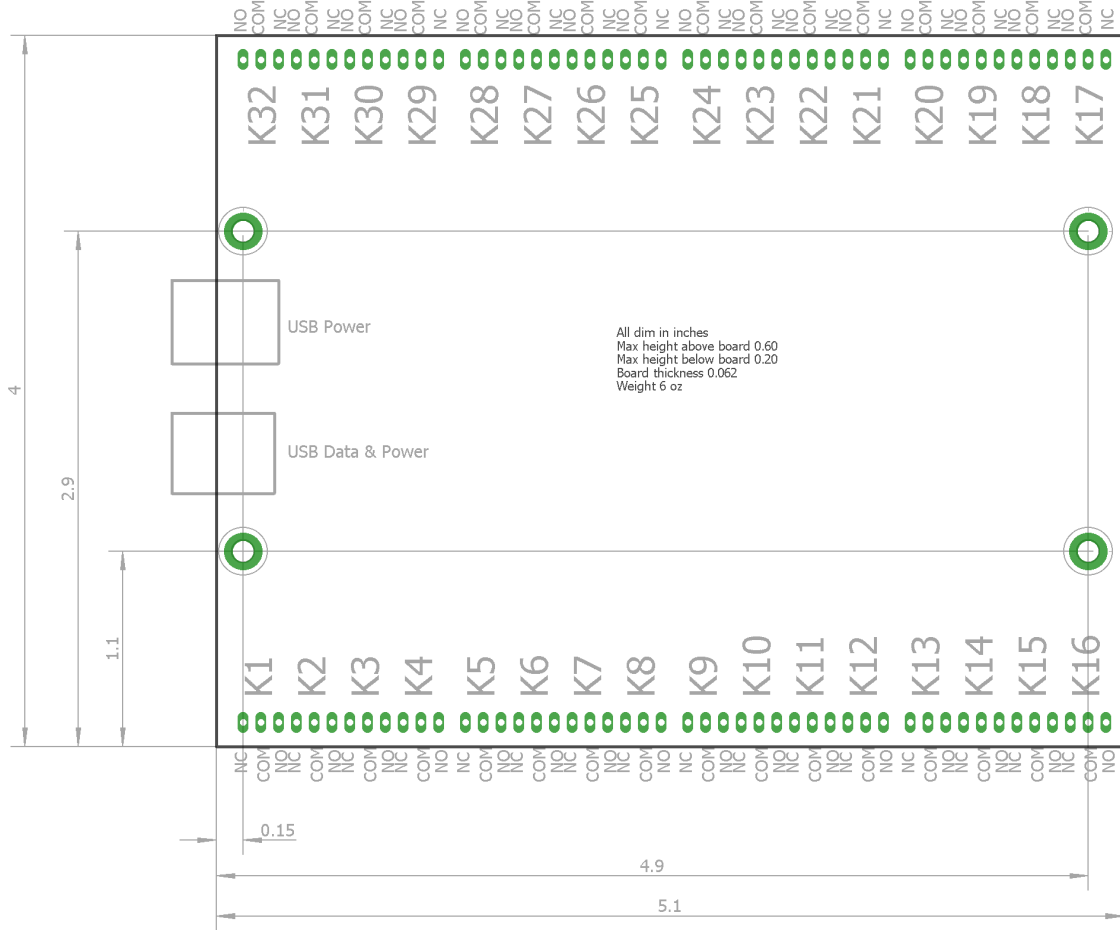 NO COM NC NO COM NC NO COM NC NO COM NC NO COM NC NO COM NC NO COM NC NO COM NC NO COM NC NO COM NC NO COM NC NO COM NC NO COM NC NO COM NC NO COM NC NO COM NC
K32 K31 K30 K29 K28 K27 K26 K25 K24 K23 K22 K21 K20 K19 K18 K17
USB Power
All dim in inches
Max height above board 0.60
Max height below board 0.20
Board thickness 0.062
Weight 6 oz
4
USB Data & Power
2.9
1.1
K1 K2 K3 K4 K5 K6 K7 K8 K9 K10 K11 K12 K13 K14 K15 K16
NC COM NO NC COM NO NC COM NO NC COM NO NC COM NO NC COM NO NC COM NO NC COM NO NC COM NO NC COM NO NC COM NO NC COM NO NC COM NO NC COM NO NC COM NO NC COM NO
0.15
4.9
5.1